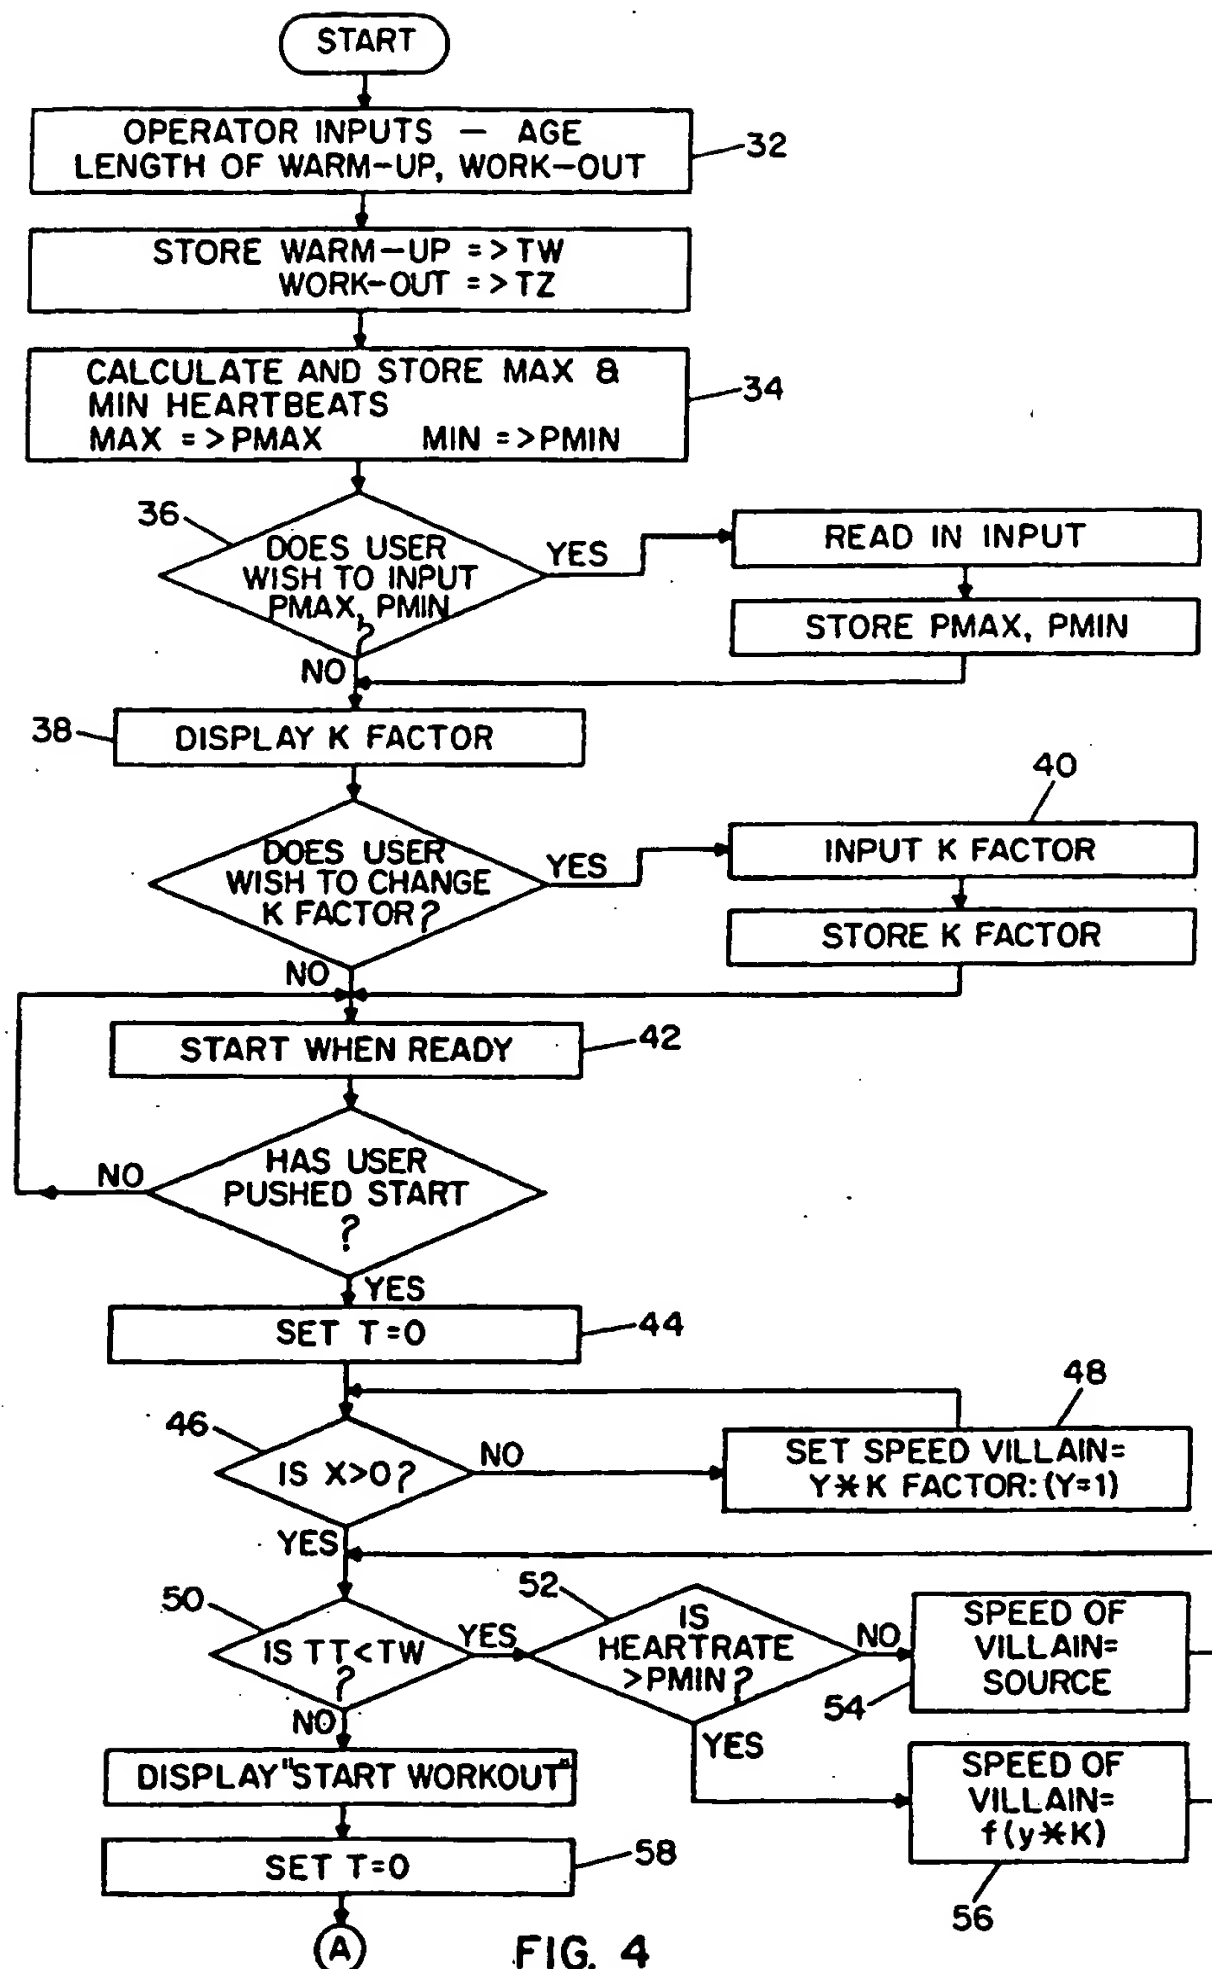 START
OPERATOR INPUTS — AGE
LENGTH OF WARM-UP, WORK-OUT
32
STORE WARM-UP =>TW
WORK-OUT =>TZ
CALCULATE AND STORE MAX &
MIN HEARTBEATS
MAX =>PMAX MIN =>PMIN
34
36
DOES USER
WISH TO INPUT
PMAX, PMIN
?
YES
READ IN INPUT
STORE PMAX, PMIN
NO
38
DISPLAY K FACTOR
DOES USER
WISH TO CHANGE
K FACTOR?
YES
40
INPUT K FACTOR
STORE K FACTOR
NO
START WHEN READY
42
HAS USER
PUSHED START
?
NO
YES
SET T=0
44
46
IS X>0?
NO
48
SET SPEED VILLAIN=
Y*K FACTOR:(Y=1)
YES
50
IS TT<TW
?
YES
52
IS
HEARTRATE
>PMIN?
NO
SPEED OF
VILLAIN=
SOURCE
54
YES
SPEED OF
VILLAIN=
f(y*K)
56
NO
DISPLAY "START WORKOUT"
SET T=0
58
A
FIG. 4